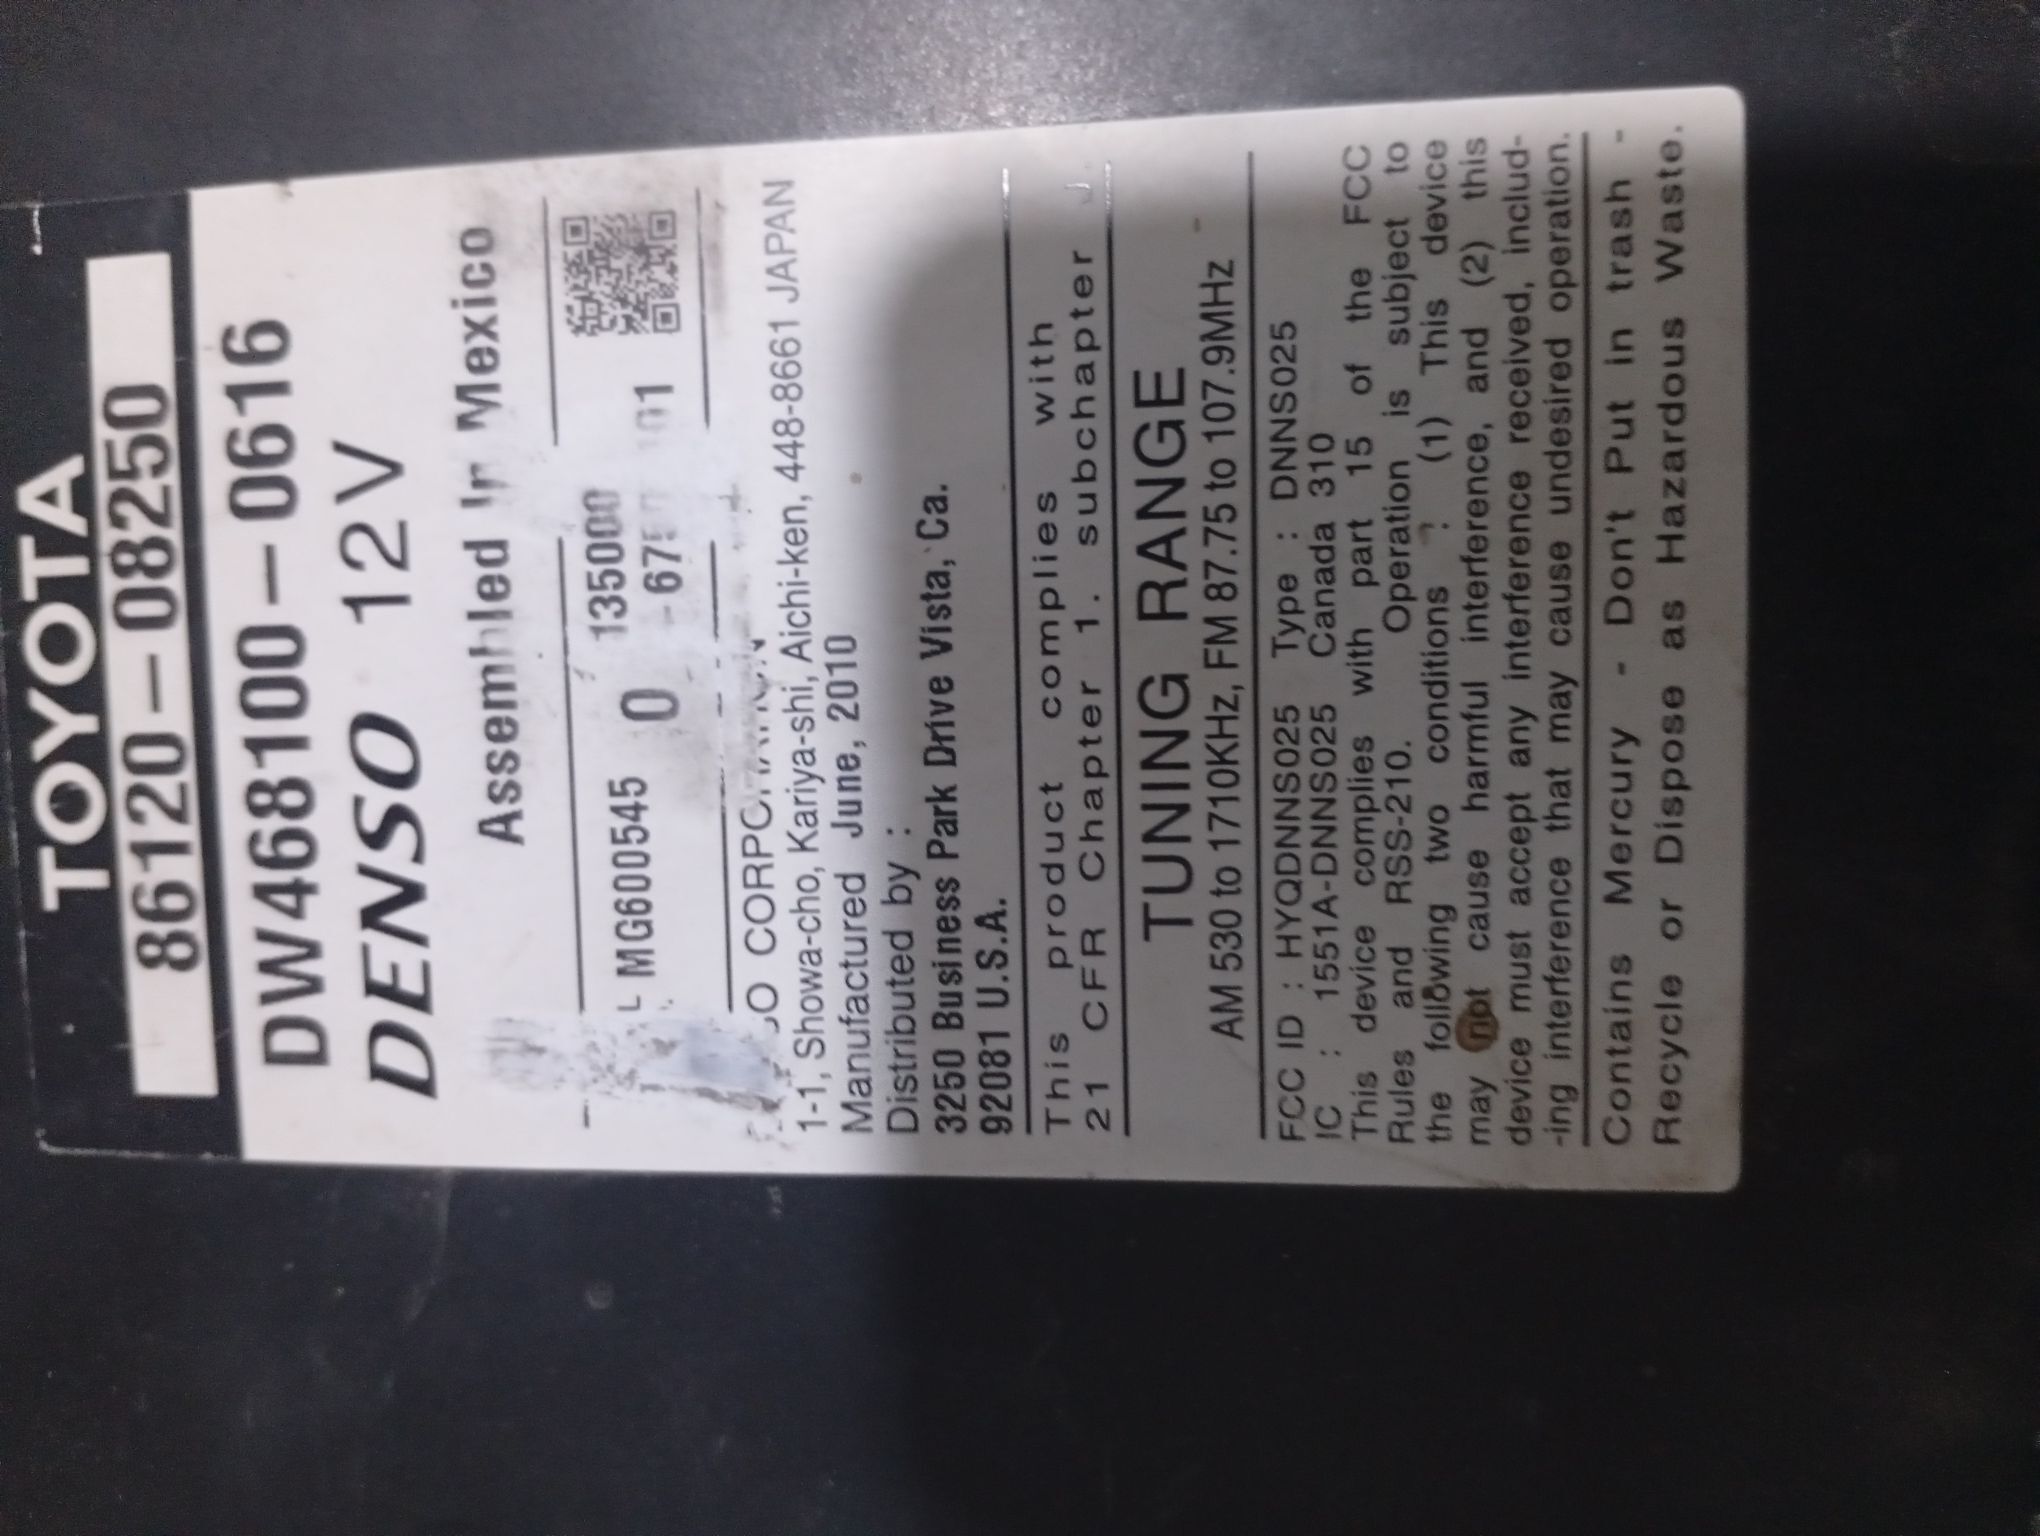 TOYOTA
86120-08250
DW468100-0616
DENSO 12V
Assembled In Mexico
L MG600545 135000
0
CORPORATION
1-1, Showa-cho, Kariya-shi, Aichi-ken, 448-8661 JAPAN
Manufactured June, 2010
Distributed by :
3250 Business Park Drive Vista, Ca.
92081 U.S.A.
This product complies with
21 CFR Chapter 1. subchapter J.
TUNING RANGE
AM 530 to 1710KHz, FM 87.75 to 107.9MHz
FCC ID : HYQDNNS025 Type : DNNS025
IC : 1551A-DNNS025 Canada 310
This device complies with part 15 of the FCC
Rules and RSS-210. Operation is subject to
the following two conditions : (1) This device
may not cause harmful interference, and (2) this
device must accept any interference received, includ-
-ing interference that may cause undesired operation.
Contains Mercury - Don't Put in trash -
Recycle or Dispose as Hazardous Waste.